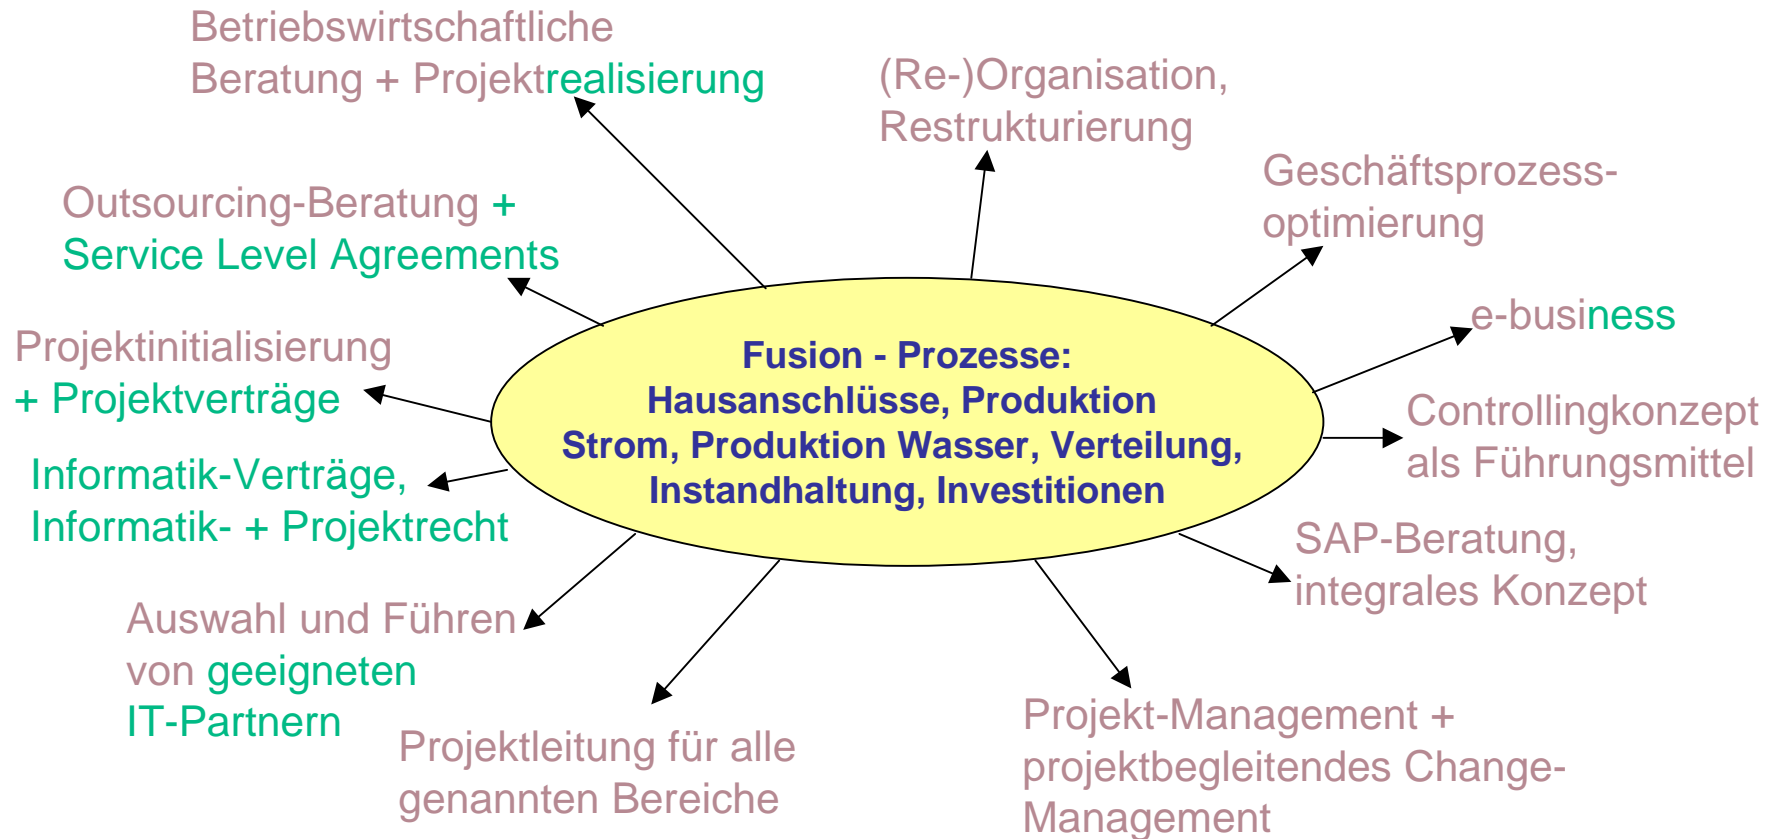 Betriebswirtschaftliche
Beratung + Projektrealisierung
(Re-)Organisation,
Restrukturierung
Geschäftsprozess-
optimierung
Outsourcing-Beratung +
Service Level Agreements
e-business
Projektinitialisierung
+ Projektverträge
Fusion - Prozesse:
Hausanschlüsse, Produktion
Strom, Produktion Wasser, Verteilung,
Instandhaltung, Investitionen
Controllingkonzept
als Führungsmittel
Informatik-Verträge,
Informatik- + Projektrecht
SAP-Beratung,
integrales Konzept
Auswahl und Führen
von geeigneten
IT-Partnern
Projektleitung für alle
genannten Bereiche
Projekt-Management +
projektbegleitendes Change-
Management